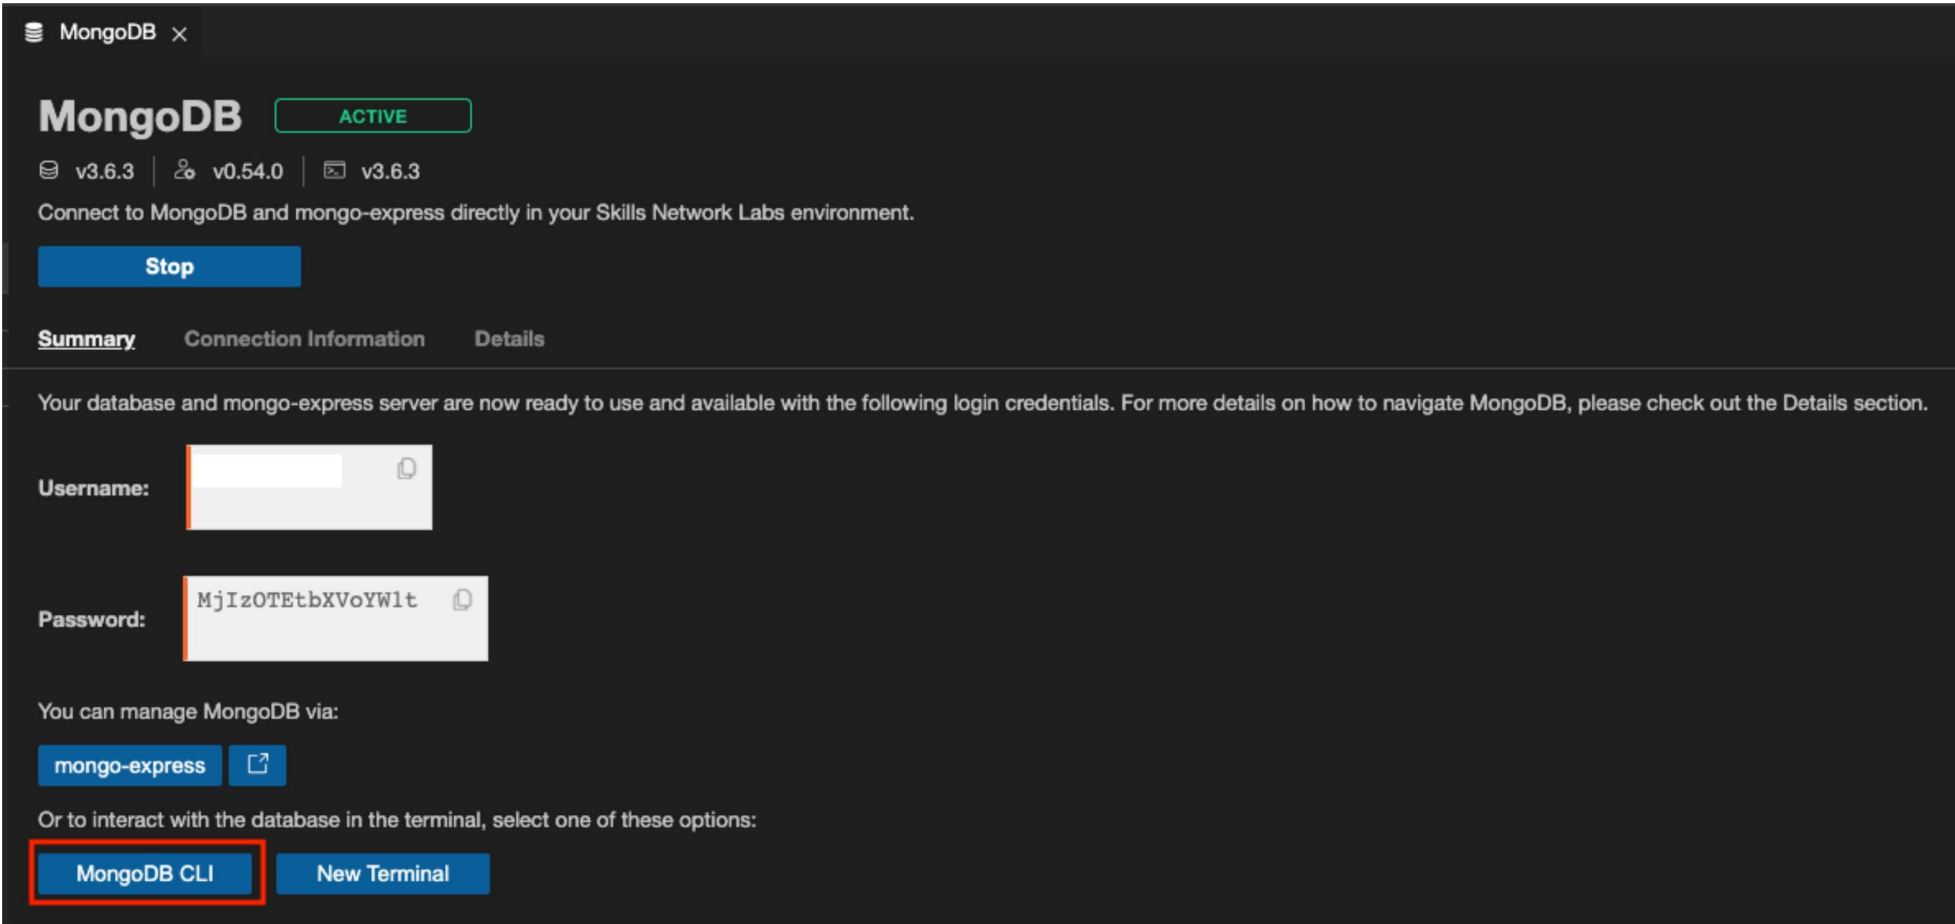 MongoDB
MongoDB ACTIVE
v3.6.3 v0.54.0 v3.6.3
Connect to MongoDB and mongo-express directly in your Skills Network Labs environment.
Stop
Summary Connection Information Details
Your database and mongo-express server are now ready to use and available with the following login credentials. For more details on how to navigate MongoDB, please check out the Details section.
Username:
Password: MjIzOTEtbXVoYW1t
You can manage MongoDB via:
mongo-express
Or to interact with the database in the terminal, select one of these options:
MongoDB CLI New Terminal